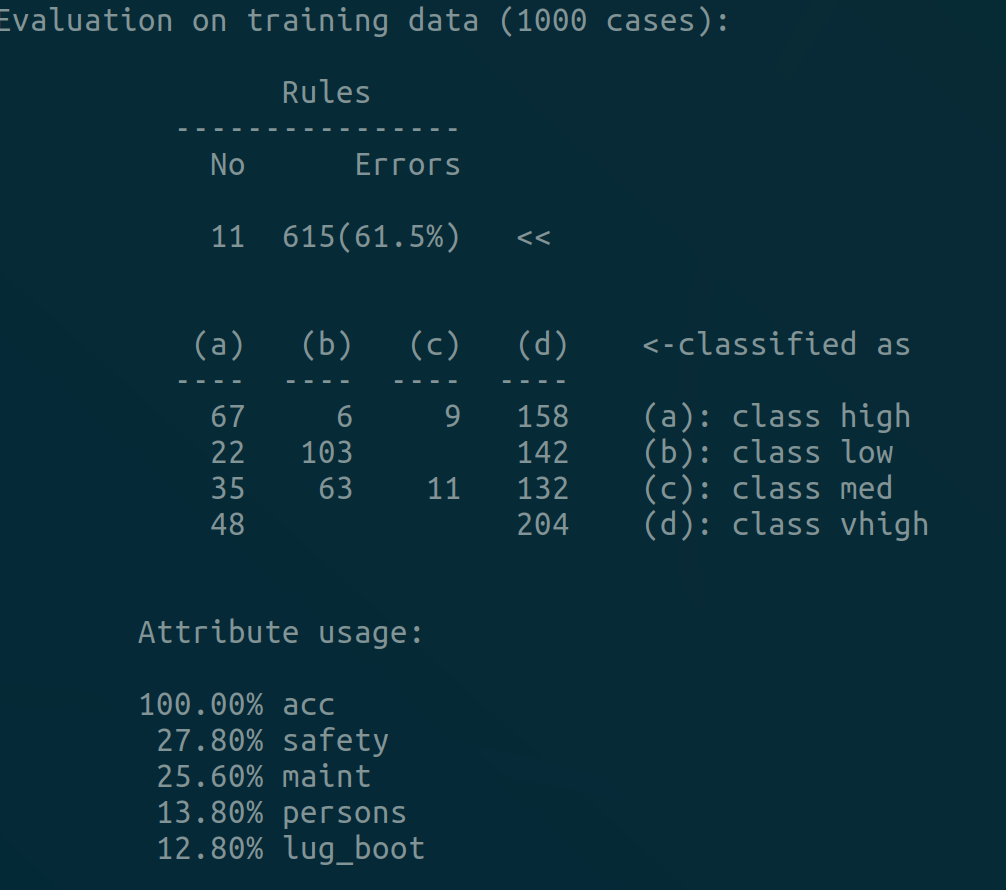 Evaluation on training data (1000 cases):
Rules
----------------
No Errors
11 615(61.5%) <<
(a) (b) (c) (d) <-classified as
---- ---- ---- ----
67 6 9 158 (a): class high
22 103 142 (b): class low
35 63 11 132 (c): class med
48 204 (d): class vhigh
Attribute usage:
100.00% acc
27.80% safety
25.60% maint
13.80% persons
12.80% lug_boot